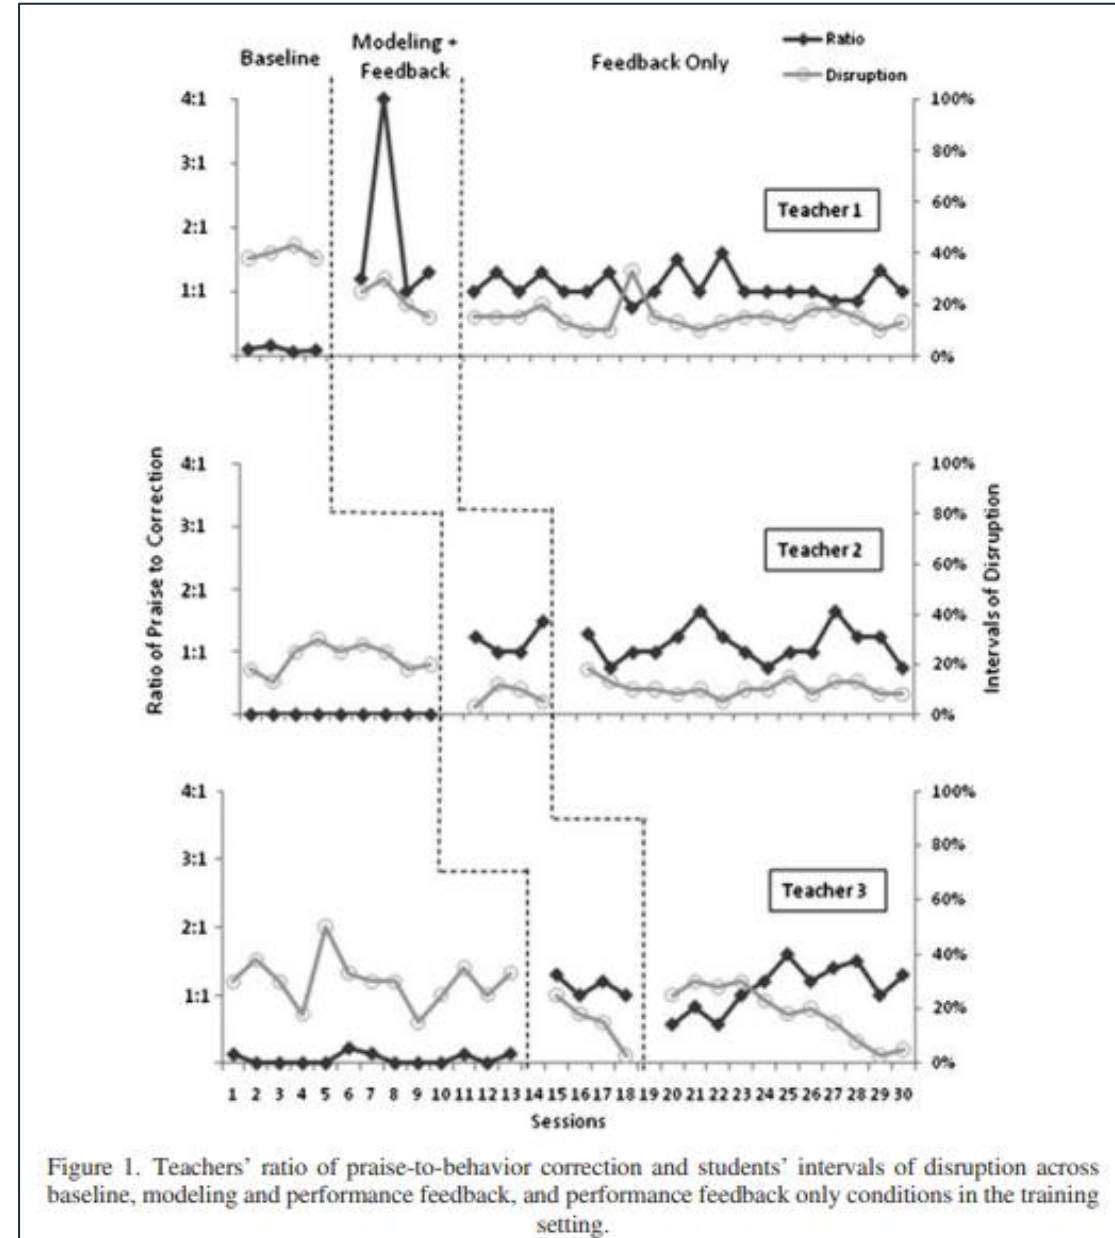 Baseline
Modeling +
Feedback
Feedback Only
Ratio
Disruption
4:1
3:1
2:1
1:1
100%
80%
60%
40%
20%
0%
Teacher 1
Ratio of Praise to Correction
4:1
3:1
2:1
1:1
100%
80%
60%
40%
20%
0%
Teacher 2
Intervals of Disruption
4:1
3:1
2:1
1:1
100%
80%
60%
40%
20%
0%
Teacher 3
1 2 3 4 5 6 7 8 9 10 11 12 13 14 15 16 17 18 19 20 21 22 23 24 25 26 27 28 29 30
Sessions
Figure 1. Teachers' ratio of praise-to-behavior correction and students' intervals of disruption across
baseline, modeling and performance feedback, and performance feedback only conditions in the training
setting.